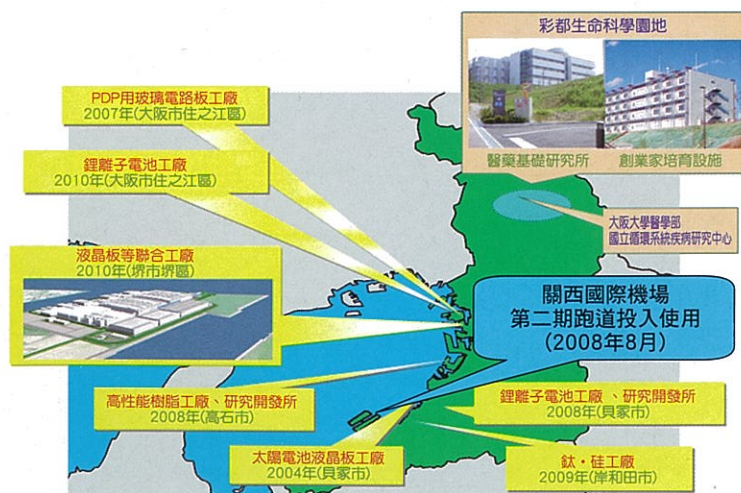 彩都生命科學園地
醫藥基礎研究所
創業家培育設施
PDP用玻璃電路板工廠
2007年(大阪市住之江區)
鋰離子電池工廠
2010年(大阪市住之江區)
大阪大學醫學部
國立循環系統疾病研究中心
液晶板等聯合工廠
2010年(堺市堺區)
關西國際機場
第二期跑道投入使用
(2008年8月)
高性能樹脂工廠、研究開發所
2008年(高石市)
鋰離子電池工廠、研究開發所
2008年(貝家市)
太陽電池液晶板工廠
2004年(貝家市)
鈦・硅工廠
2009年(岸和田市)